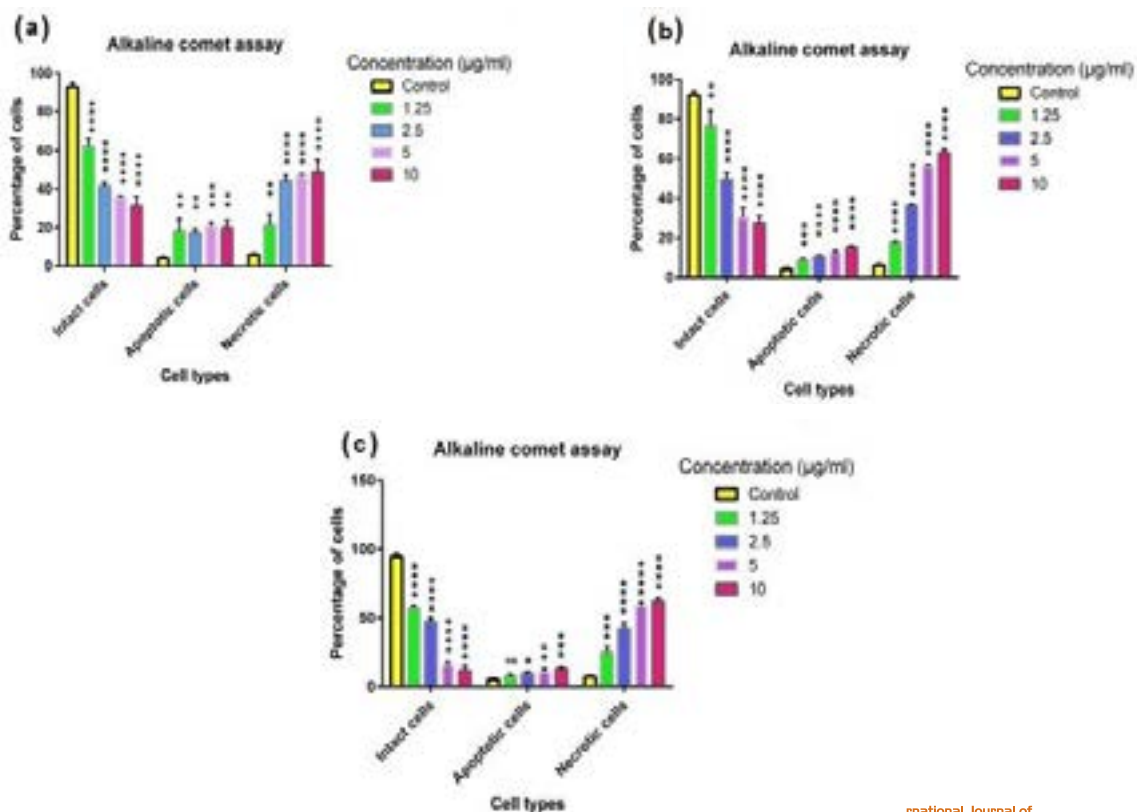 (a)
Alkaline comet assay
Percentage of cells
100
80
60
40
20
0
Intact cells
Apoptotic cells
Necrotic cells
Cell types
Concentration (µg/ml)
Control
1.25
2.5
5
10
(b)
Alkaline comet assay
Percentage of cells
100
80
60
40
20
0
Intact cells
Apoptotic cells
Necrotic cells
Cell types
Concentration (µg/ml)
Control
1.25
2.5
5
10
(c)
Alkaline comet assay
Percentage of cells
150
100
50
0
Intact cells
Apoptotic cells
Necrotic cells
Cell types
Concentration (µg/ml)
Control
1.25
2.5
5
10